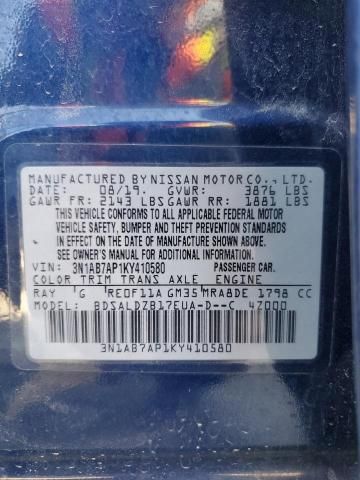 MANUFACTURED BY NISSAN MOTOR CO., LTD.
DATE: 08/19. GVWR: 3876 LBS
GAWR FR: 2143 LBS GAWR RR: 1881 LBS
THIS VEHICLE CONFORMS TO ALL APPLICABLE FEDERAL MOTOR
VEHICLE SAFETY, BUMPER AND THEFT PREVENTION STANDARDS
IN EFFECT ON THE DATE OF MANUFACTURE SHOWN ABOVE.
SEE OWNER'S MANUAL FOR ADDITIONAL INFORMATION.
VIN: 3N1AB7AP1KY410580 PASSENGER CAR.
COLOR TRIM TRANS AXLE ENGINE
RAY G RE0F11A GM35 MRA8DE 1798 CC
MODEL: BDSALDZB17EUA-D--C 4Z000
3N1AB7AP1KY410580